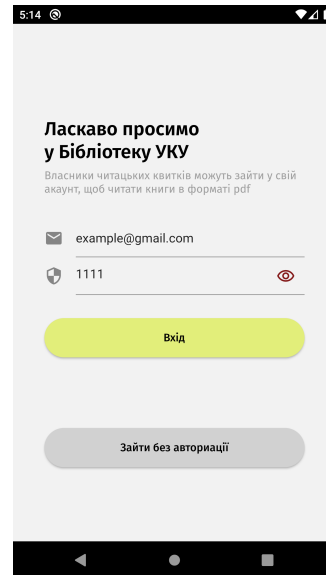 5:14
Ласкаво просимо
у Бібліотеку УКУ
Власники читацьких квитків можуть зайти у свій
акаунт, щоб читати книги в форматі pdf
example@gmail.com
1111
Вхід
Зайти без авториації